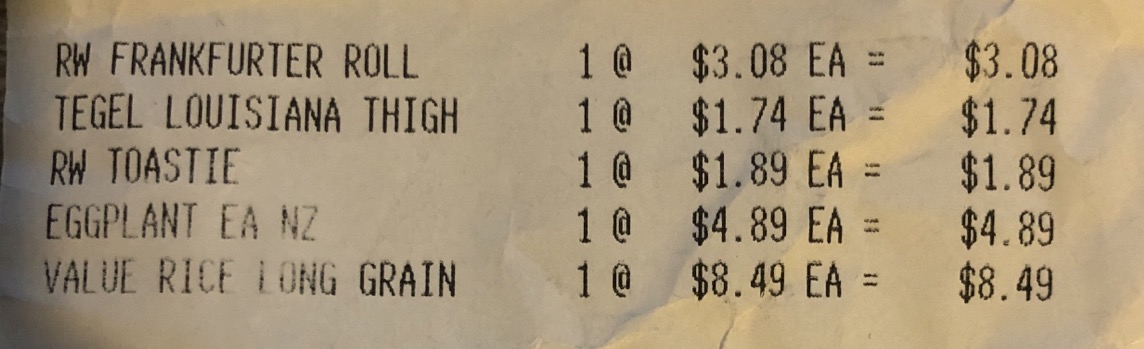 RW FRANKFURTER ROLL 1 @ $3.08 EA = $3.08
TEGEL LOUISIANA THIGH 1 @ $1.74 EA = $1.74
RW TOASTIE 1 @ $1.89 EA = $1.89
EGGPLANT EA NZ 1 @ $4.89 EA = $4.89
VALUE RICE LONG GRAIN 1 @ $8.49 EA = $8.49